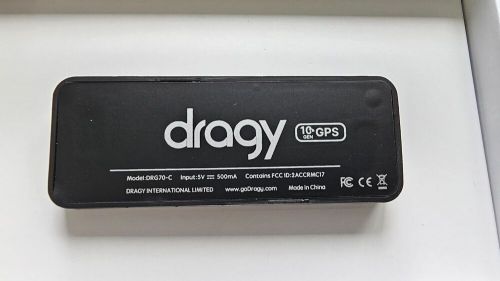 dragy
10 GEN GPS
Model:DRG70-C Input:5V 500mA Contains FCC ID:2ACCRMC17
DRAGY INTERNATIONAL LIMITED www.goDragy.com Made in China
FC CE